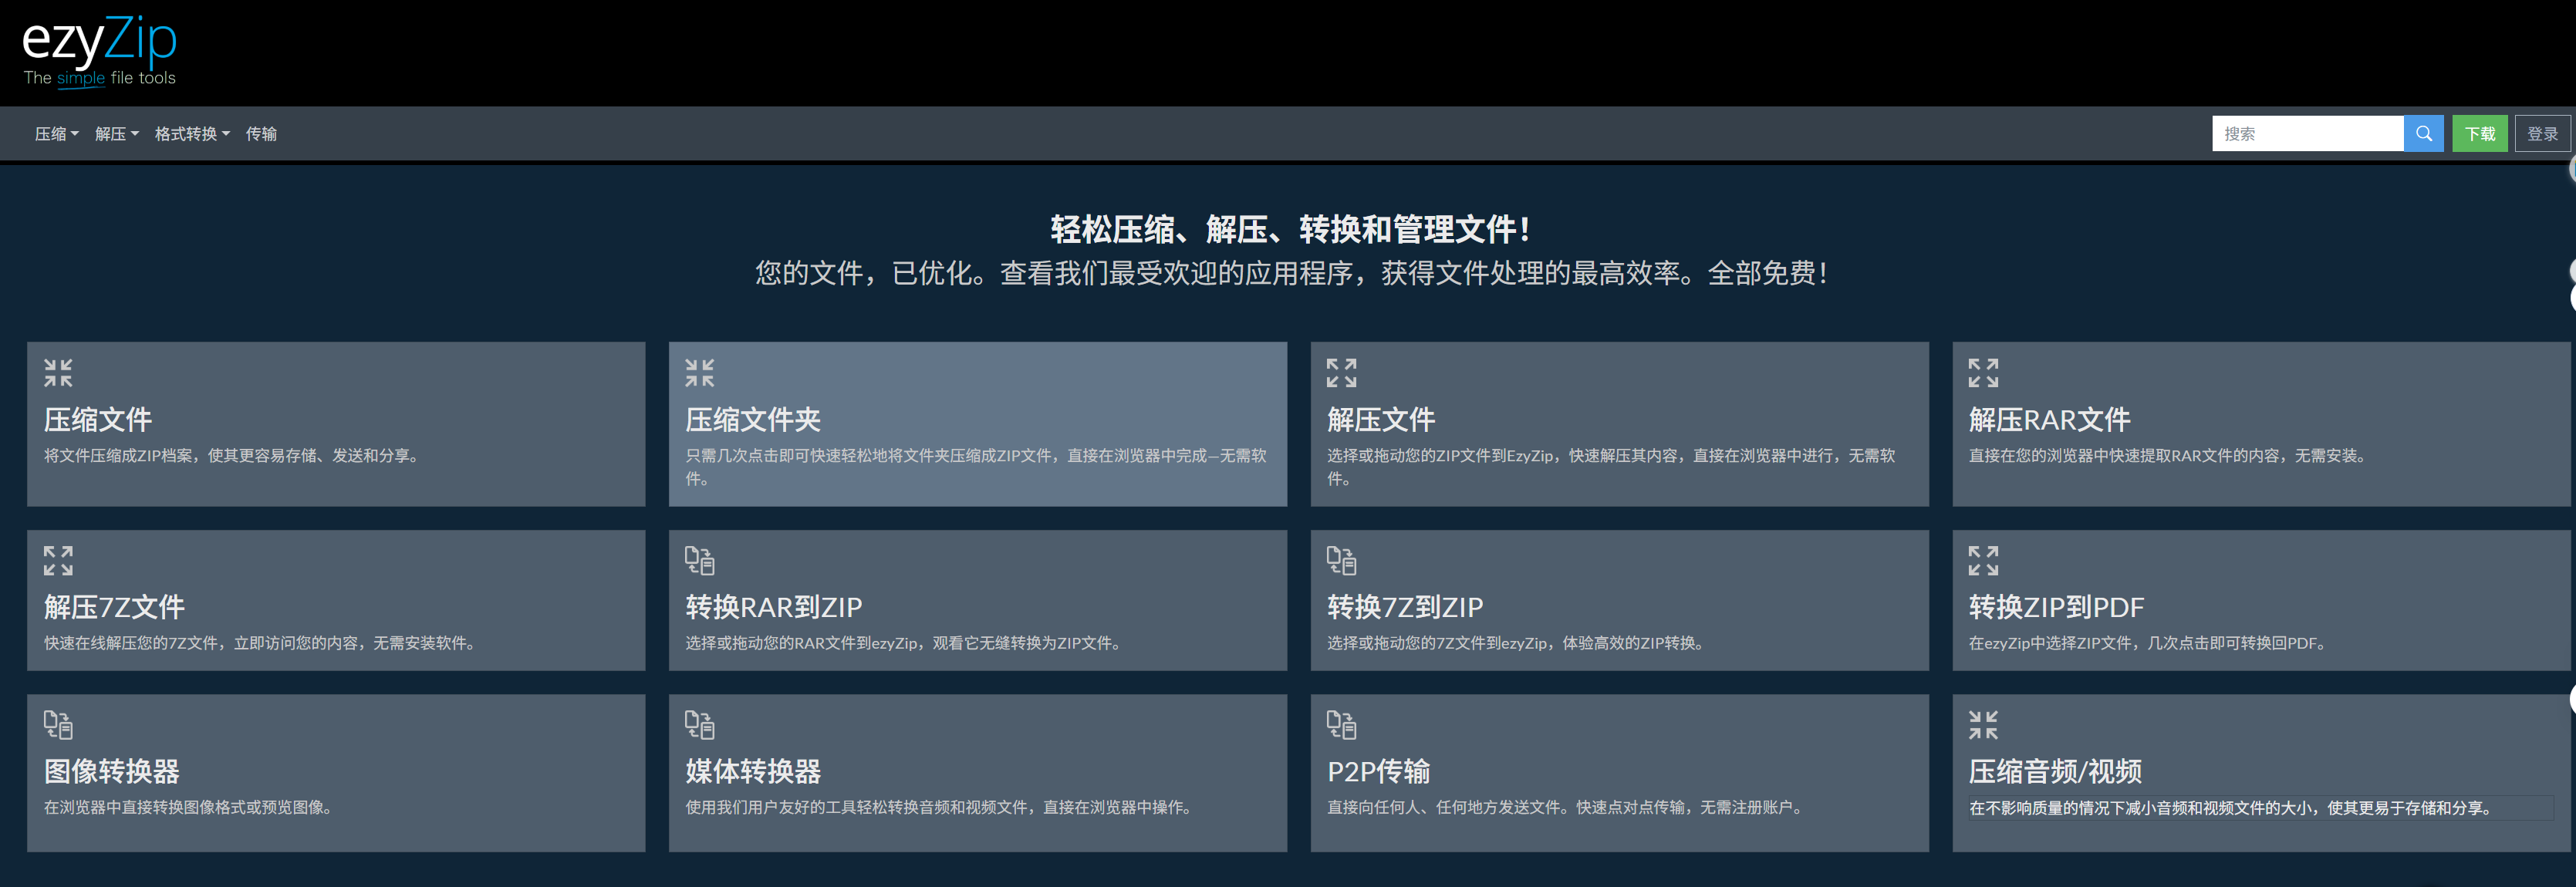 ezyZip
The simple file tools
压缩 解压 格式转换 传输 搜索 下载 登录
轻松压缩、解压、转换和管理文件！
您的文件，已优化。查看我们最受欢迎的应用程序，获得文件处理的最高效率。全部免费！
压缩文件
将文件压缩成ZIP档案，使其更容易存储、发送和分享。
压缩文件夹
只需几次点击即可快速轻松地将文件夹压缩成ZIP文件，直接在浏览器中完成—无需软
件。
解压文件
选择或拖动您的ZIP文件到EzyZip，快速解压其内容，直接在浏览器中进行，无需软
件。
解压RAR文件
直接在您的浏览器中快速提取RAR文件的内容，无需安装。
解压7Z文件
快速在线解压您的7Z文件，立即访问您的内容，无需安装软件。
转换RAR到ZIP
选择或拖动您的RAR文件到ezyZip，观看它无缝转换为ZIP文件。
转换7Z到ZIP
选择或拖动您的7Z文件到ezyZip，体验高效的ZIP转换。
转换ZIP到PDF
在ezyZip中选择ZIP文件，几次点击即可转换回PDF。
图像转换器
在浏览器中直接转换图像格式或预览图像。
媒体转换器
使用我们用户友好的工具轻松转换音频和视频文件，直接在浏览器中操作。
P2P传输
直接向任何人、任何地方发送文件。快速点对点传输，无需注册账户。
压缩音频/视频
在不影响质量的情况下减小音频和视频文件的大小，使其更易于存储和分享。